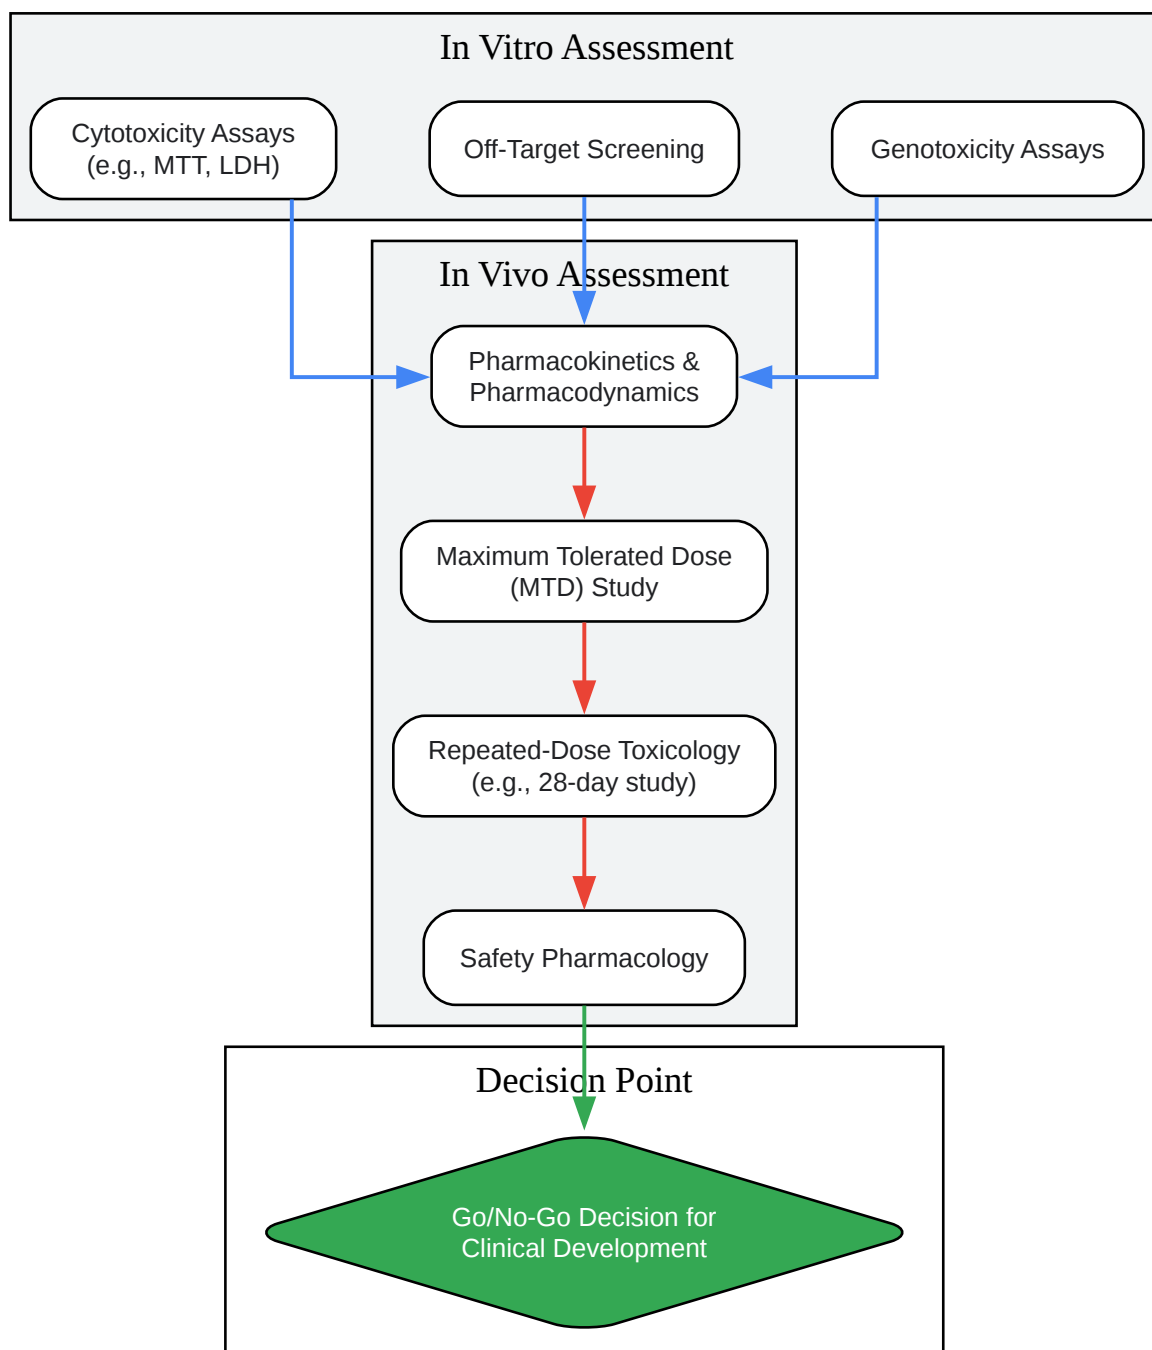 In Vitro Assessment
Cytotoxicity Assays
(e.g., MTT, LDH)
Off-Target Screening
Genotoxicity Assays
In Vivo Assessment
Pharmacokinetics &
Pharmacodynamics
Maximum Tolerated Dose
(MTD) Study
Repeated-Dose Toxicology
(e.g., 28-day study)
Safety Pharmacology
Decision Point
Go/No-Go Decision for
Clinical Development